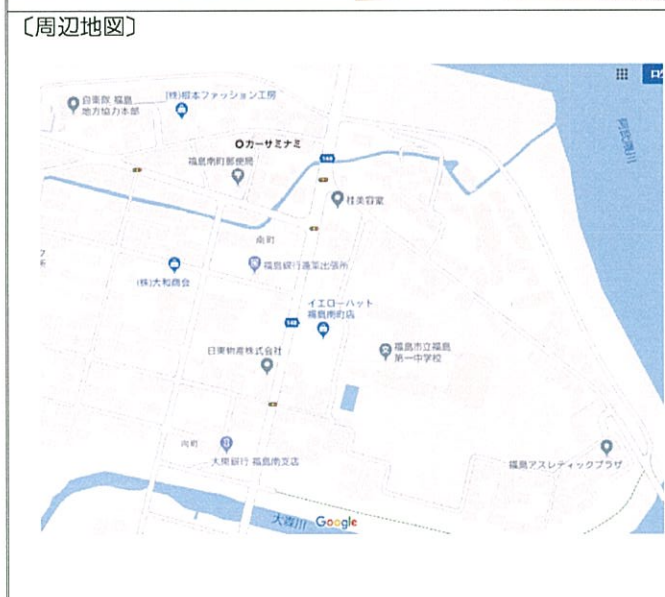 〔周辺地図〕
自衛隊 福島
地方協力本部
(株)根本ファッション工房
カーサミナミ
福島南町郵便局
148
桂美容室
阿武隈川
南町
福島銀行渡利出張所
(株)大和商会
イエローハット
福島南町店
148
日東物産株式会社
福島市立福島
第一中学校
向町
大東銀行 福島南支店
福島アスレティックプラザ
大森川
Google